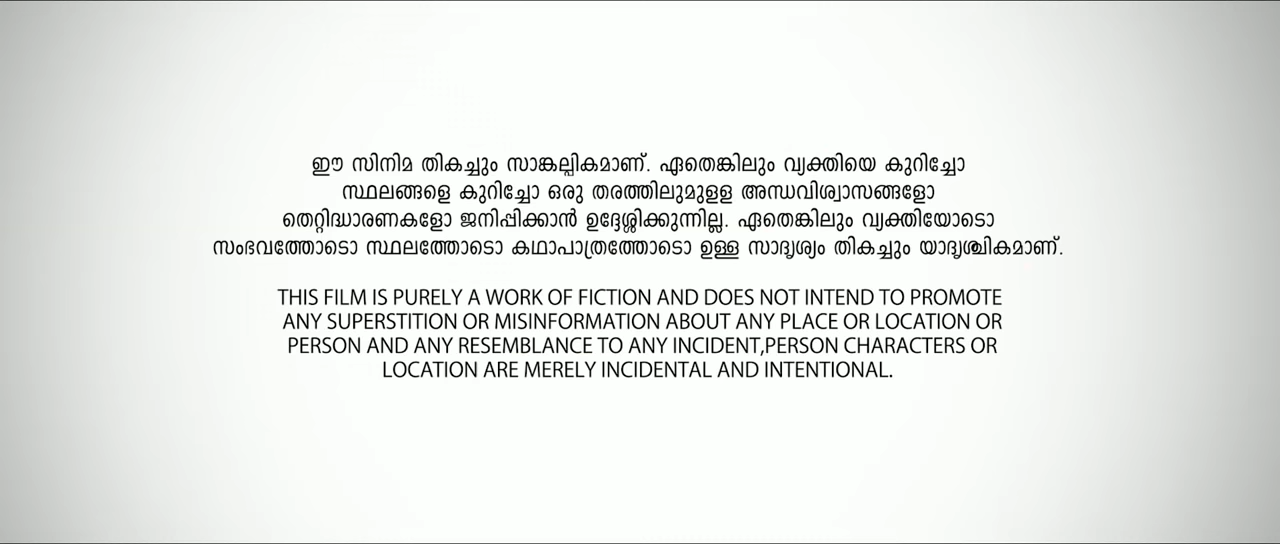 ഈ സിനിമ തികച്ചും സാങ്കല്പികമാണ്. ഏതെങ്കിലും വ്യക്തിയെ കുറിച്ചോ
സ്ഥലങ്ങളെ കുറിച്ചോ ഒരു തരത്തിലുമുളള അന്ധവിശ്വാസങ്ങളോ
തെറ്റിദ്ധാരണകളോ ജനിപ്പിക്കാൻ ഉദ്ദേശ്ശിക്കുന്നില്ല. ഏതെങ്കിലും വ്യക്തിയോടൊ
സംഭവത്തോടൊ സ്ഥലത്തോടൊ കഥാപാത്രത്തോടൊ ഉള്ള സാദൃശ്യം തികച്ചും യാദൃശ്ചികമാണ്.
THIS FILM IS PURELY A WORK OF FICTION AND DOES NOT INTEND TO PROMOTE
ANY SUPERSTITION OR MISINFORMATION ABOUT ANY PLACE OR LOCATION OR
PERSON AND ANY RESEMBLANCE TO ANY INCIDENT,PERSON CHARACTERS OR
LOCATION ARE MERELY INCIDENTAL AND INTENTIONAL.